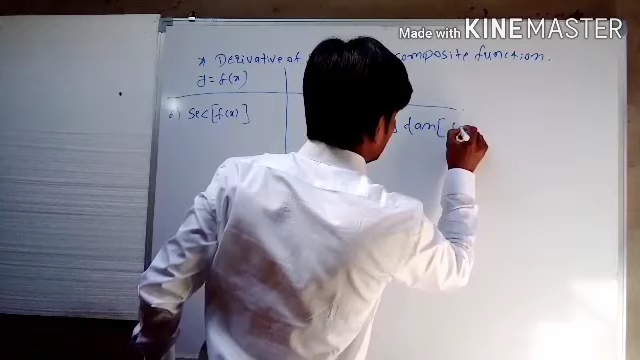 Made with KINEMASTER
* Derivative of composite function.
y = f(x)
6) sec[f(x)] tan[